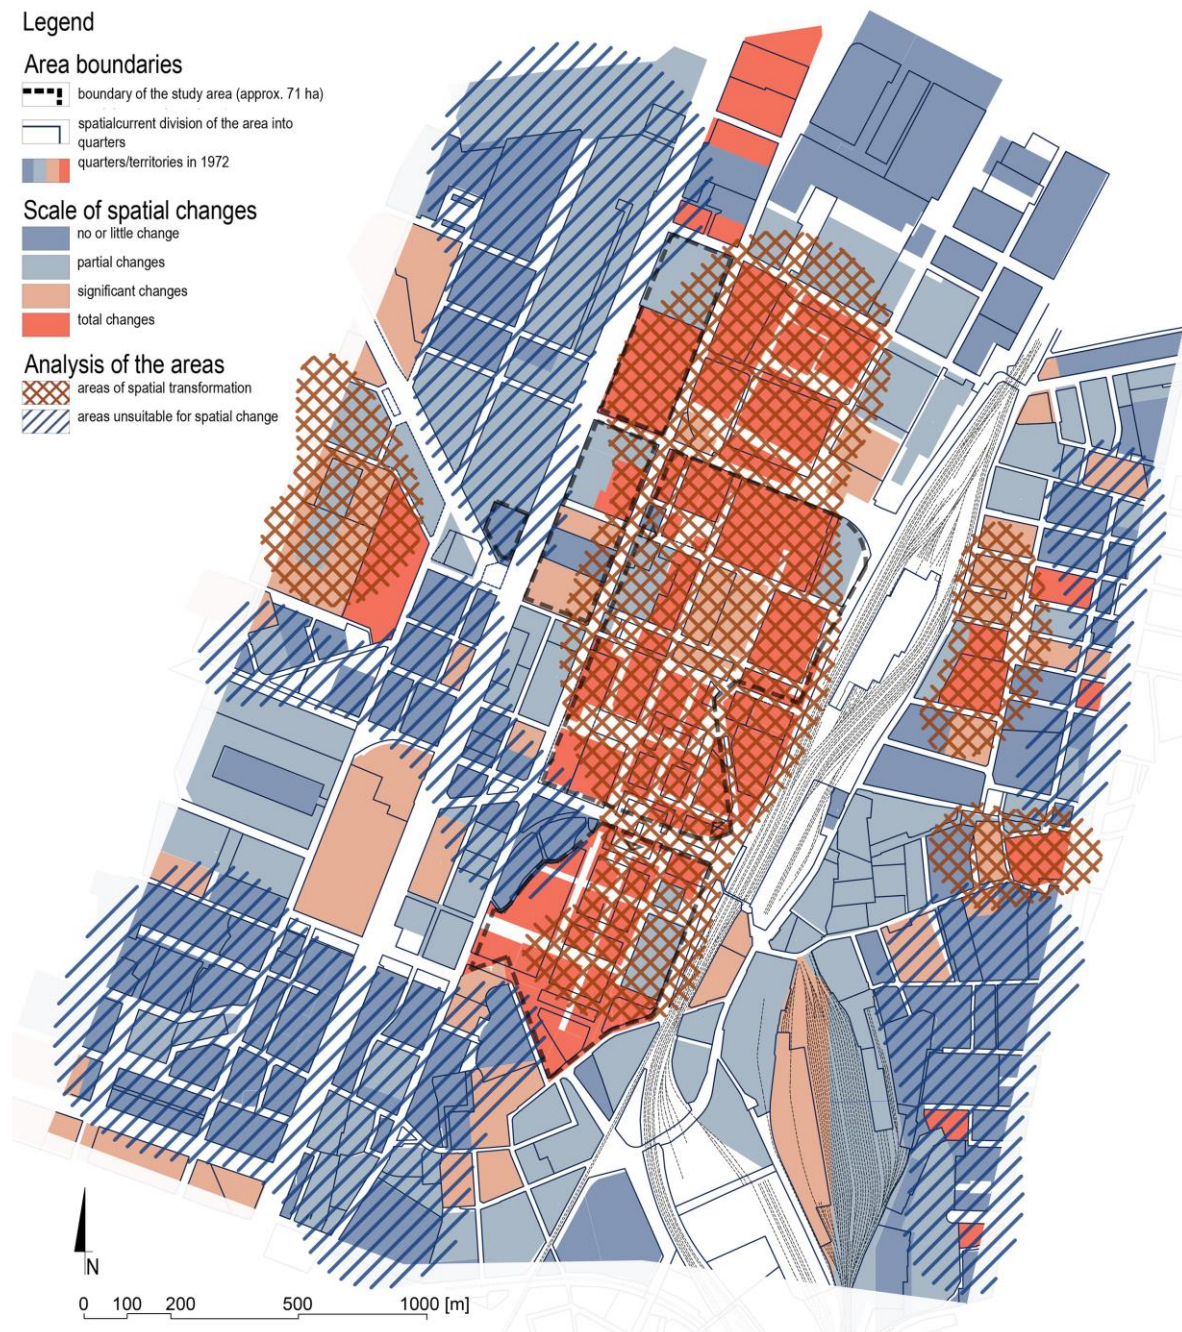 Legend
Area boundaries
boundary of the study area (approx. 71 ha)
spatialcurrent division of the area into
quarters
quarters/territories in 1972
Scale of spatial changes
no or little change
partial changes
significant changes
total changes
Analysis of the areas
areas of spatial transformation
areas unsuitable for spatial change
N
0 100 200 500 1000 [m]